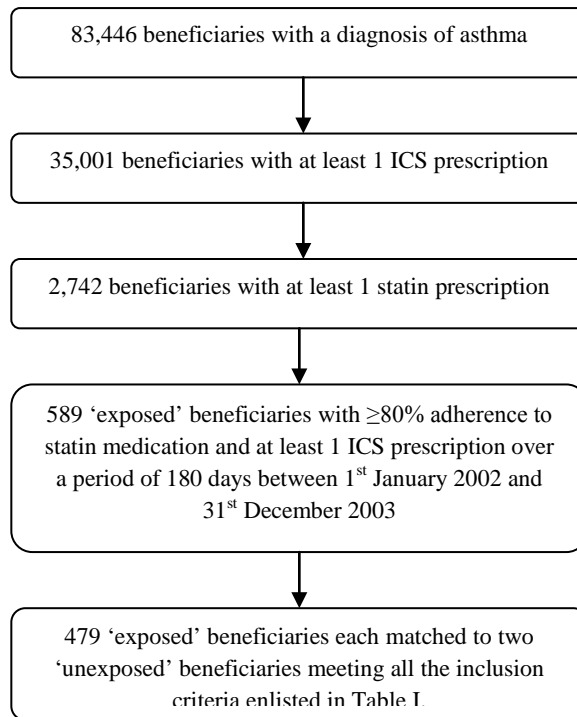 83,446 beneficiaries with a diagnosis of asthma
35,001 beneficiaries with at least 1 ICS prescription
2,742 beneficiaries with at least 1 statin prescription
589 ‘exposed’ beneficiaries with ≥80% adherence to
statin medication and at least 1 ICS prescription over
a period of 180 days between 1st January 2002 and
31st December 2003
479 ‘exposed’ beneficiaries each matched to two
‘unexposed’ beneficiaries meeting all the inclusion
criteria enlisted in Table I.